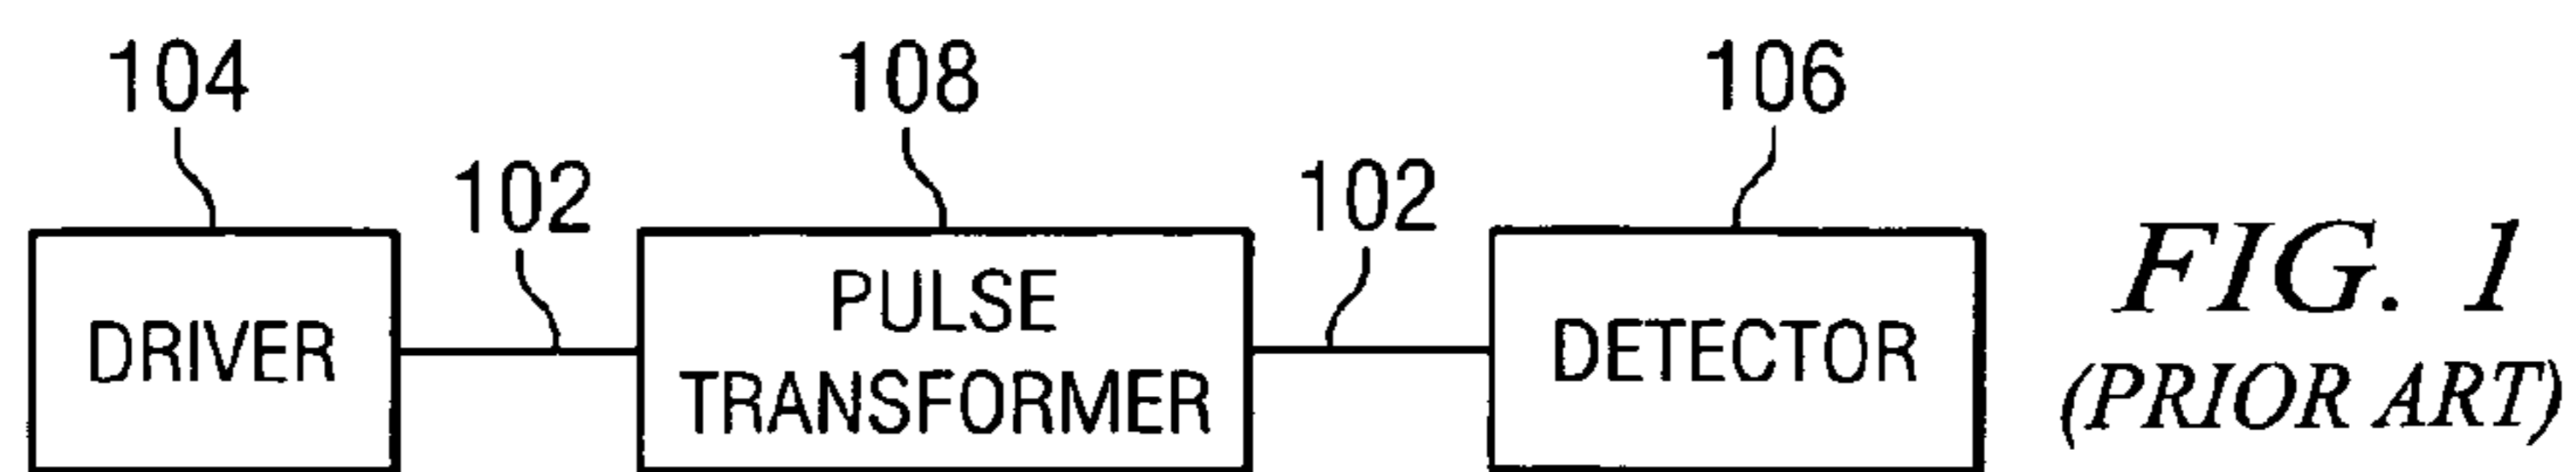 104
108
106
102
102
DRIVER
PULSE
TRANSFORMER
DETECTOR
FIG. 1
(PRIOR ART)